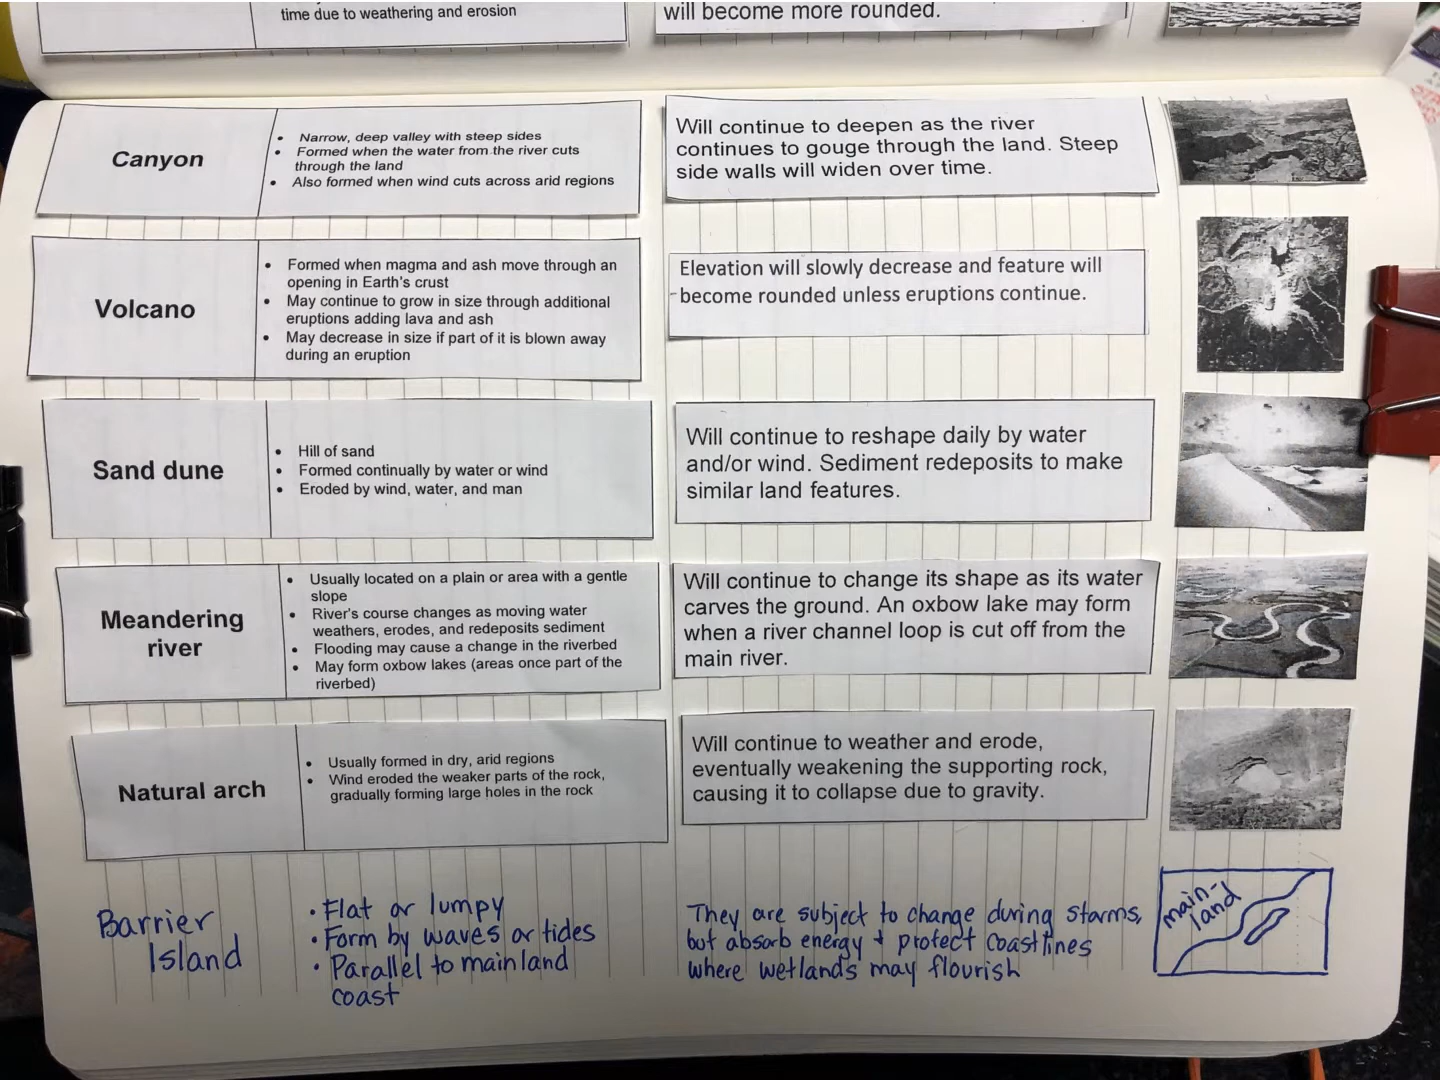 time due to weathering and erosion
will become more rounded.
Canyon
• Narrow, deep valley with steep sides
• Formed when the water from the river cuts
through the land
• Also formed when wind cuts across arid regions
Will continue to deepen as the river
continues to gouge through the land. Steep
side walls will widen over time.
Volcano
• Formed when magma and ash move through an
opening in Earth's crust
• May continue to grow in size through additional
eruptions adding lava and ash
• May decrease in size if part of it is blown away
during an eruption
Elevation will slowly decrease and feature will
become rounded unless eruptions continue.
Sand dune
• Hill of sand
• Formed continually by water or wind
• Eroded by wind, water, and man
Will continue to reshape daily by water
and/or wind. Sediment redeposits to make
similar land features.
Meandering
river
• Usually located on a plain or area with a gentle
slope
• River's course changes as moving water
weathers, erodes, and redeposits sediment
• Flooding may cause a change in the riverbed
• May form oxbow lakes (areas once part of the
riverbed)
Will continue to change its shape as its water
carves the ground. An oxbow lake may form
when a river channel loop is cut off from the
main river.
Natural arch
• Usually formed in dry, arid regions
• Wind eroded the weaker parts of the rock,
gradually forming large holes in the rock
Will continue to weather and erode,
eventually weakening the supporting rock,
causing it to collapse due to gravity.
Barrier
Island
• Flat or lumpy
• Form by waves or tides
• Parallel to mainland
coast
They are subject to change during storms,
but absorb energy + protect coastlines
where wetlands may flourish
main-
land